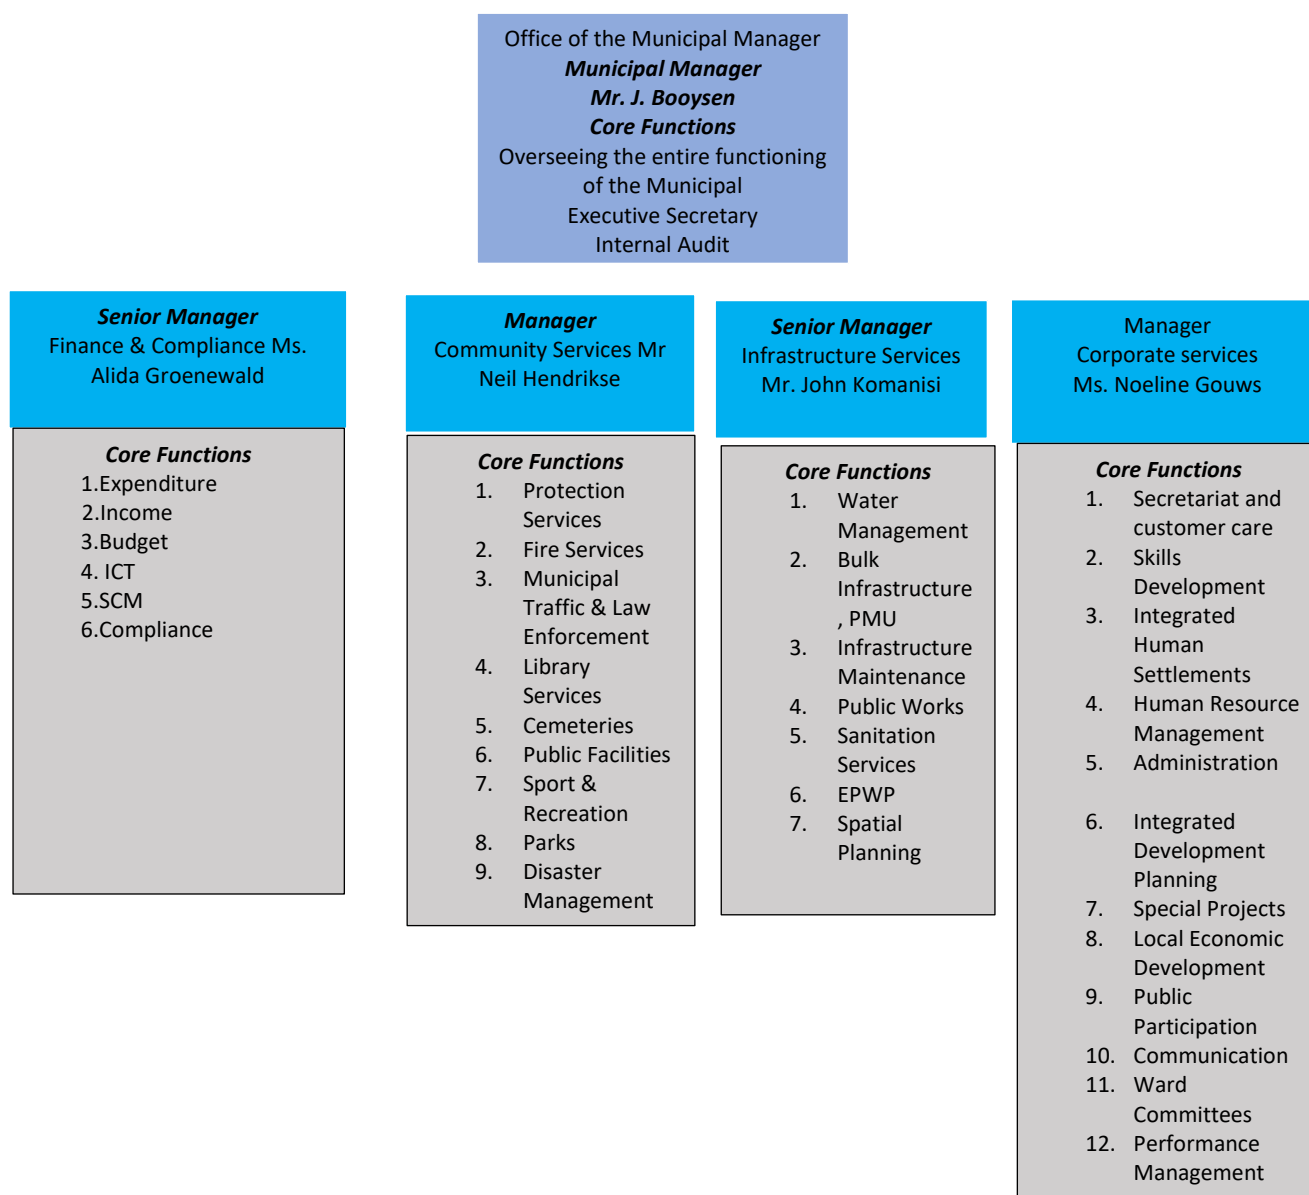 Office of the Municipal Manager
Municipal Manager
Mr. J. Booysen
Core Functions
Overseeing the entire functioning
of the Municipal
Executive Secretary
Internal Audit
Senior Manager
Finance & Compliance Ms.
Alida Groenewald
Core Functions
1.Expenditure
2.Income
3.Budget
4. ICT
5.SCM
6.Compliance
Manager
Community Services Mr
Neil Hendrikse
Core Functions
1. Protection
Services
2. Fire Services
3. Municipal
Traffic & Law
Enforcement
4. Library
Services
5. Cemeteries
6. Public Facilities
7. Sport &
Recreation
8. Parks
9. Disaster
Management
Senior Manager
Infrastructure Services
Mr. John Komanisi
Core Functions
1. Water
Management
2. Bulk
Infrastructure
, PMU
3. Infrastructure
Maintenance
4. Public Works
5. Sanitation
Services
6. EPWP
7. Spatial
Planning
Manager
Corporate services
Ms. Noeline Gouws
Core Functions
1. Secretariat and
customer care
2. Skills
Development
3. Integrated
Human
Settlements
4. Human Resource
Management
5. Administration
6. Integrated
Development
Planning
7. Special Projects
8. Local Economic
Development
9. Public
Participation
10. Communication
11. Ward
Committees
12. Performance
Management